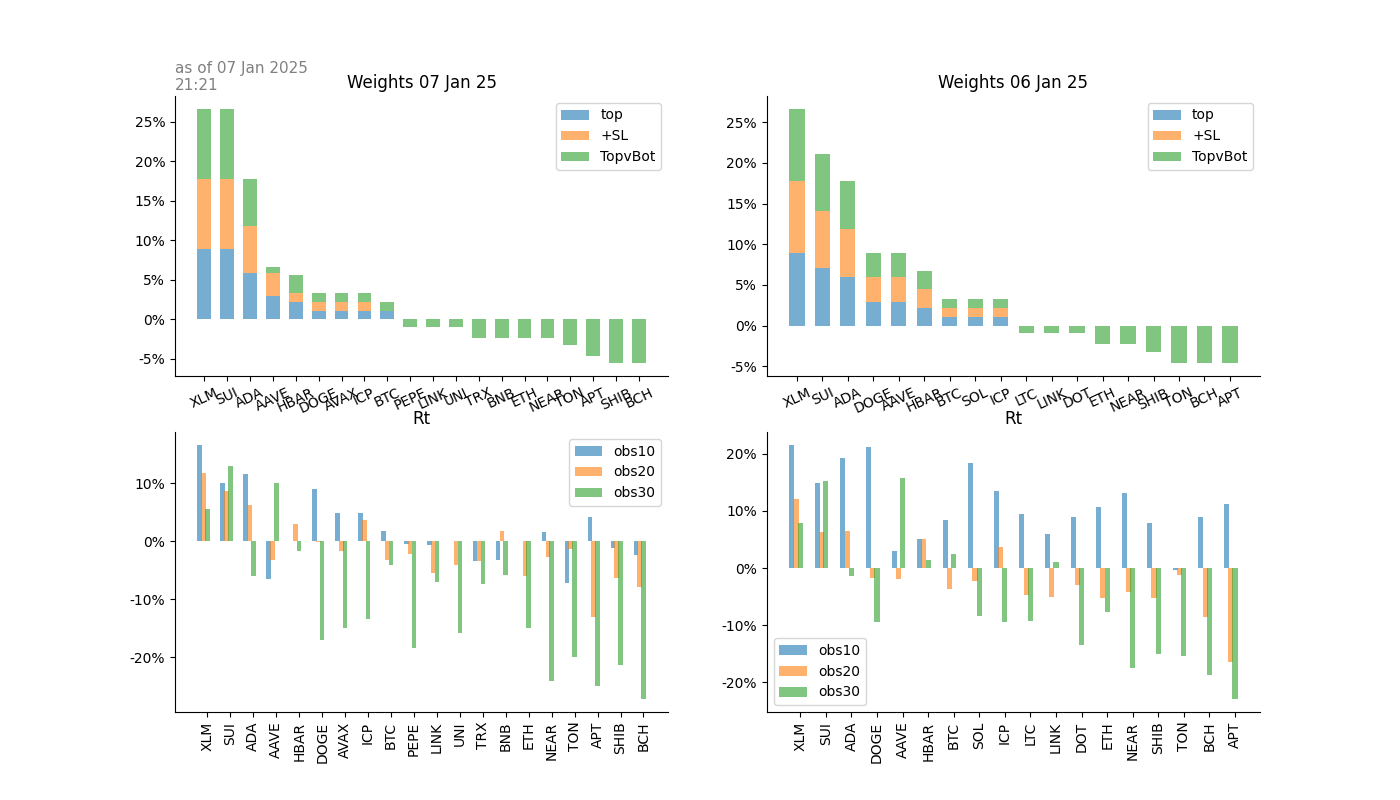 as of 07 Jan 2025
21:21
Weights 07 Jan 25
25%
20%
15%
10%
5%
0%
-5%
top
+SL
TopvBot
XLM SUI ADA AAVE HBAR DOGE AVAX ICP BTC PEPE LINK UNI TRX BNB ETH NEAR TON APT SHIB BCH
Weights 06 Jan 25
25%
20%
15%
10%
5%
0%
-5%
top
+SL
TopvBot
XLM SUI ADA DOGE AAVE HBAR BTC SOL ICP LTC LINK DOT ETH NEAR SHIB TON BCH APT
Rt
10%
0%
-10%
-20%
obs10
obs20
obs30
XLM SUI ADA AAVE HBAR DOGE AVAX ICP BTC PEPE LINK UNI TRX BNB ETH NEAR TON APT SHIB BCH
Rt
20%
10%
0%
-10%
-20%
obs10
obs20
obs30
XLM SUI ADA DOGE AAVE HBAR BTC SOL ICP LTC LINK DOT ETH NEAR SHIB TON BCH APT